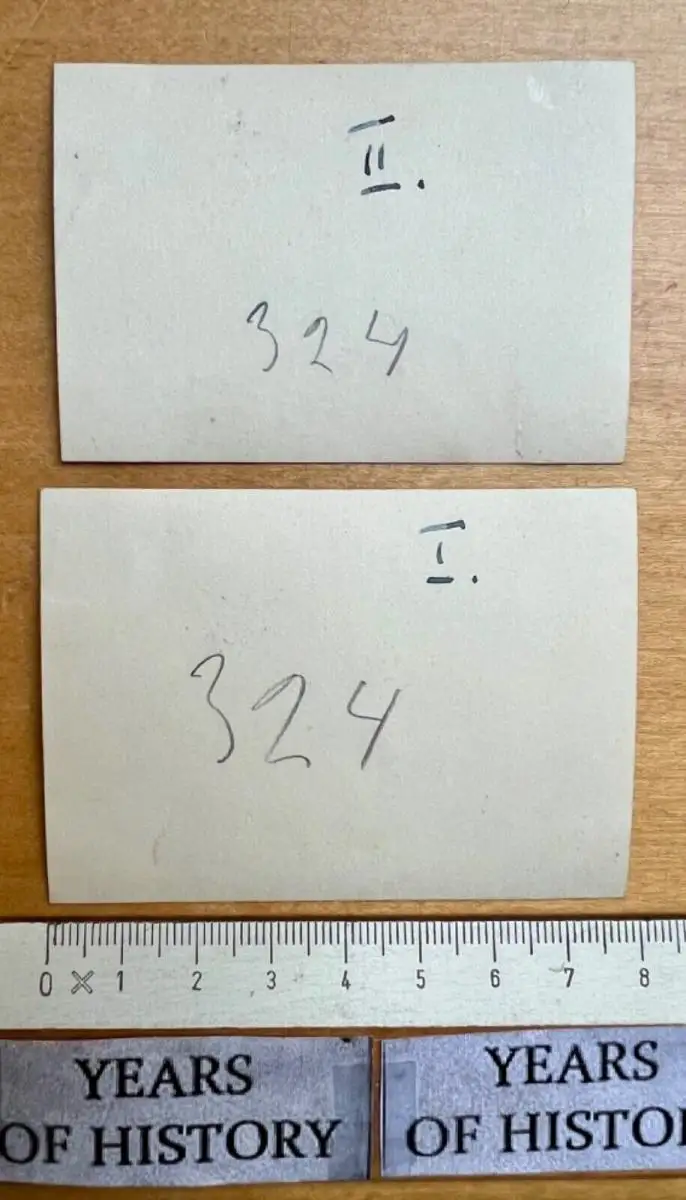 II.
324
I.
324
0 1 2 3 4 5 6 7 8
YEARS
OF HISTORY
YEARS
OF HISTO